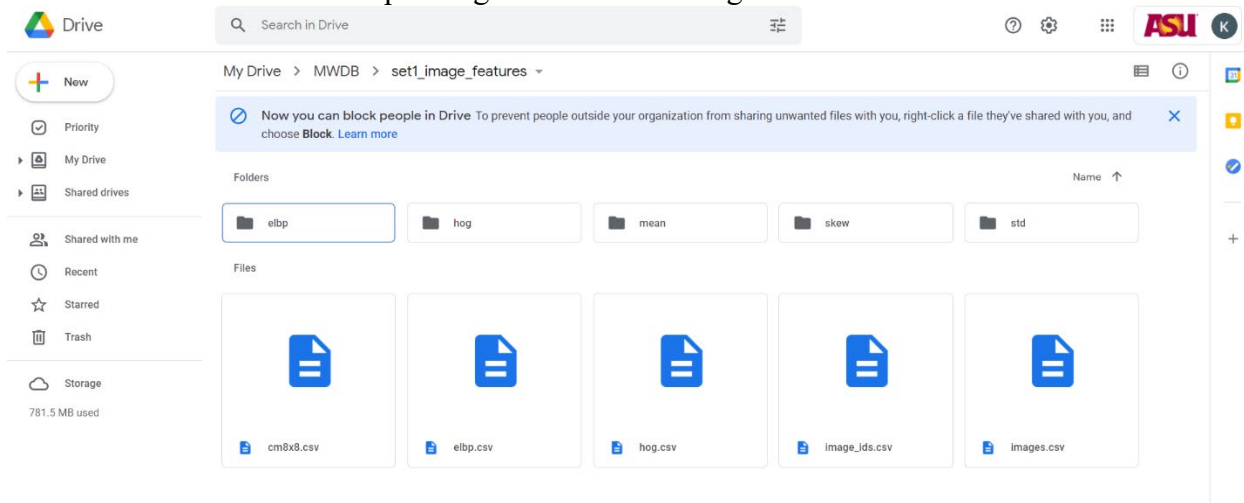 Drive
Search in Drive
ASU
K
New
My Drive > MWDB > set1_image_features
31
Now you can block people in Drive To prevent people outside your organization from sharing unwanted files with you, right-click a file they've shared with you, and
choose Block. Learn more
Priority
My Drive
Shared drives
Shared with me
Recent
Starred
Trash
Storage
781.5 MB used
Folders
Name
elbp
hog
mean
skew
std
Files
cm8x8.csv
elbp.csv
hog.csv
image_ids.csv
images.csv